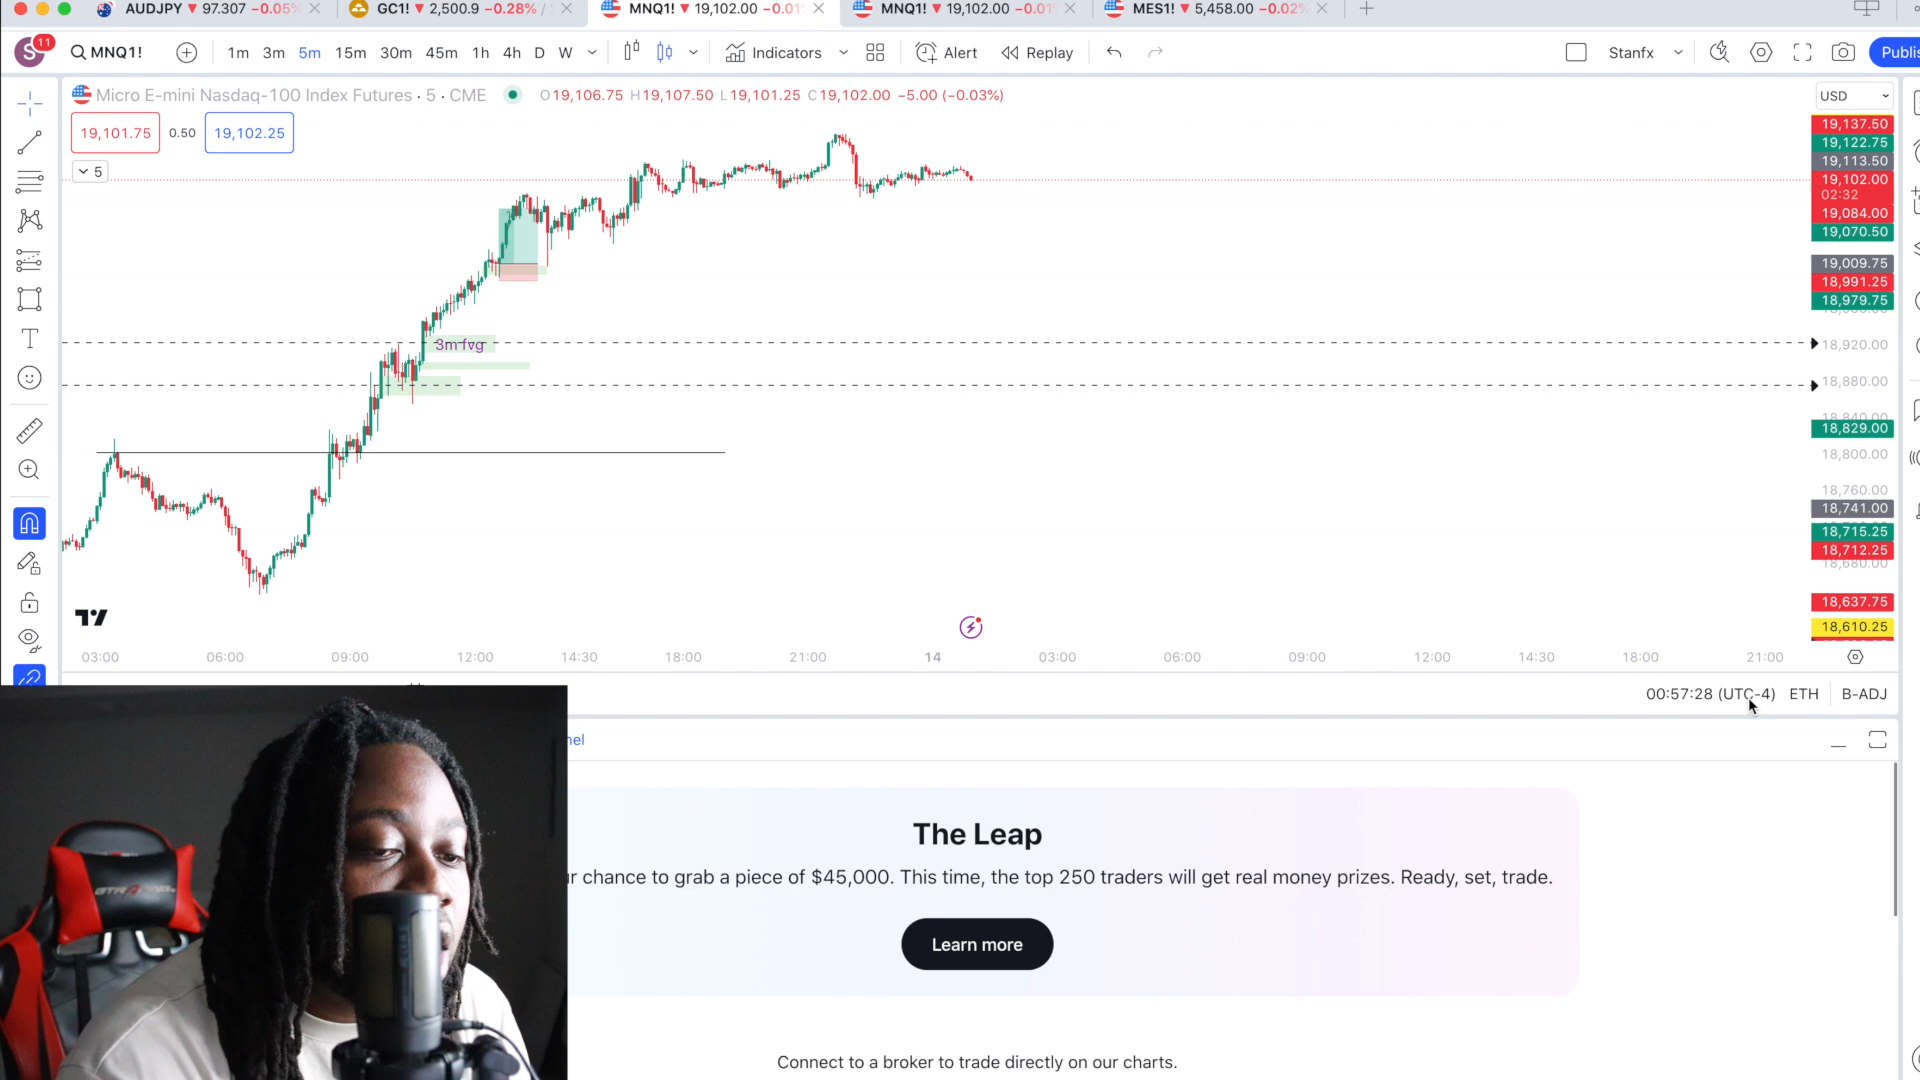 AUDJPY ▼ 97.307 −0.05%
GC1! ▼ 2,500.9 −0.28% /
MNQ1! ▼ 19,102.00 −0.01%
MNQ1! ▼ 19,102.00 −0.01%
MES1! ▼ 5,458.00 −0.02%
S 11 MNQ1! 1m 3m 5m 15m 30m 45m 1h 4h D W Indicators Alert Replay Stanfx
Micro E-mini Nasdaq-100 Index Futures · 5 · CME O19,106.75 H19,107.50 L19,101.25 C19,102.00 −5.00 (−0.03%)
USD
19,101.75 0.50 19,102.25
5
19,137.50
19,122.75
19,113.50
19,102.00
02:32
19,084.00
19,070.50
19,009.75
18,991.25
18,979.75
3m fvg
18,920.00
18,880.00
18,840.00
18,829.00
18,800.00
18,760.00
18,741.00
18,715.25
18,712.25
18,680.00
18,637.75
18,610.25
03:00 06:00 09:00 12:00 14:30 18:00 21:00 14 03:00 06:00 09:00 12:00 14:30 18:00 21:00
00:57:28 (UTC-4) ETH B-ADJ
The Leap
chance to grab a piece of $45,000. This time, the top 250 traders will get real money prizes. Ready, set, trade.
Learn more
Connect to a broker to trade directly on our charts.